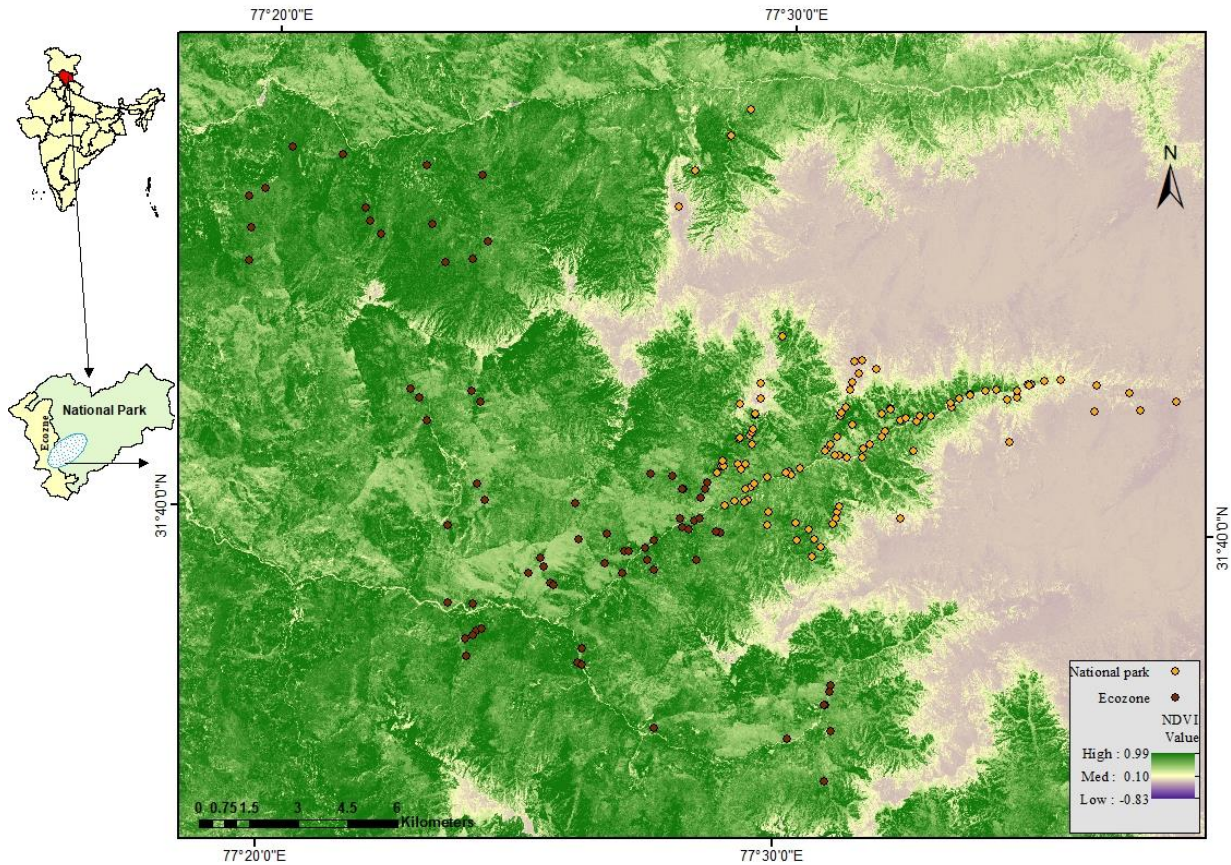 77°20'0"E
77°30'0"E
N
National Park
Ecozne
31°40'0"N
31°40'0"N
National park
Ecozone
NDVI
Value
High : 0.99
Med : 0.10
Low : -0.83
0 0.75 1.5 3 4.5 6
Kilometers
77°20'0"E
77°30'0"E